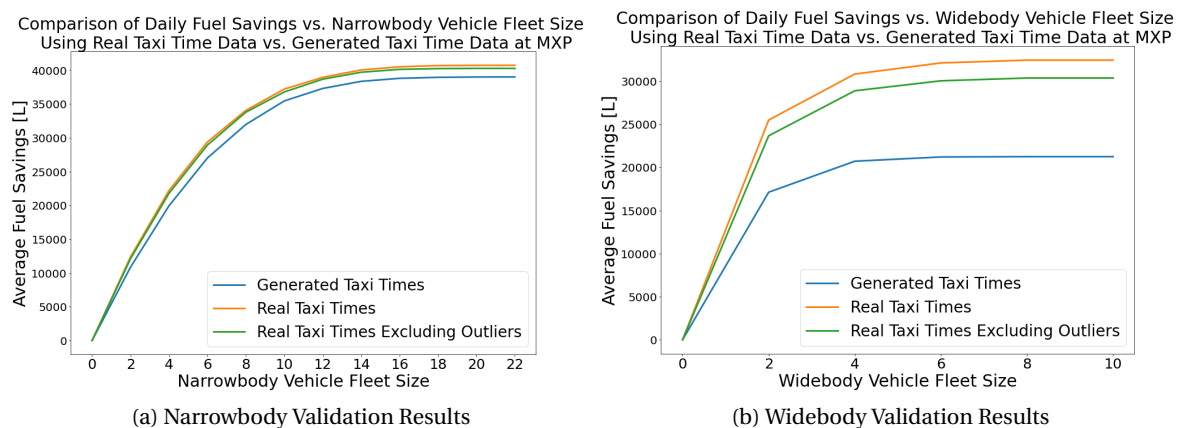 Comparison of Daily Fuel Savings vs. Narrowbody Vehicle Fleet Size
Using Real Taxi Time Data vs. Generated Taxi Time Data at MXP
Average Fuel Savings [L]
40000
35000
30000
25000
20000
15000
10000
5000
0
Generated Taxi Times
Real Taxi Times
Real Taxi Times Excluding Outliers
0 2 4 6 8 10 12 14 16 18 20 22
Narrowbody Vehicle Fleet Size
(a) Narrowbody Validation Results
Comparison of Daily Fuel Savings vs. Widebody Vehicle Fleet Size
Using Real Taxi Time Data vs. Generated Taxi Time Data at MXP
Average Fuel Savings [L]
30000
25000
20000
15000
10000
5000
0
Generated Taxi Times
Real Taxi Times
Real Taxi Times Excluding Outliers
0 2 4 6 8 10
Widebody Vehicle Fleet Size
(b) Widebody Validation Results